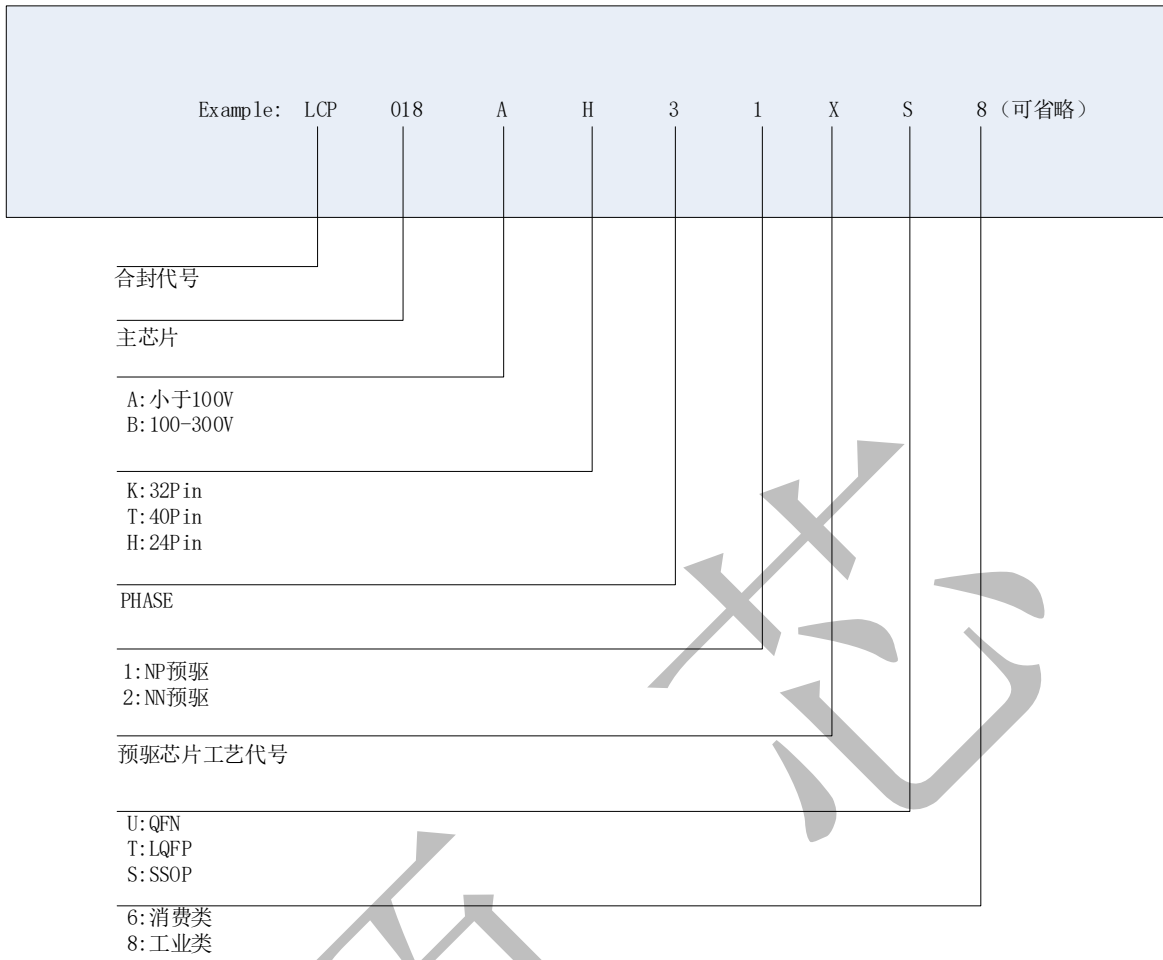 Example: LCP 018 A H 3 1 X S 8（可省略）
合封代号
主芯片
A:小于100V
B:100-300V
K:32Pin
T:40Pin
H:24Pin
PHASE
1:NP预驱
2:NN预驱
预驱芯片工艺代号
U:QFN
T:LQFP
S:SSOP
6:消费类
8:工业类
芯